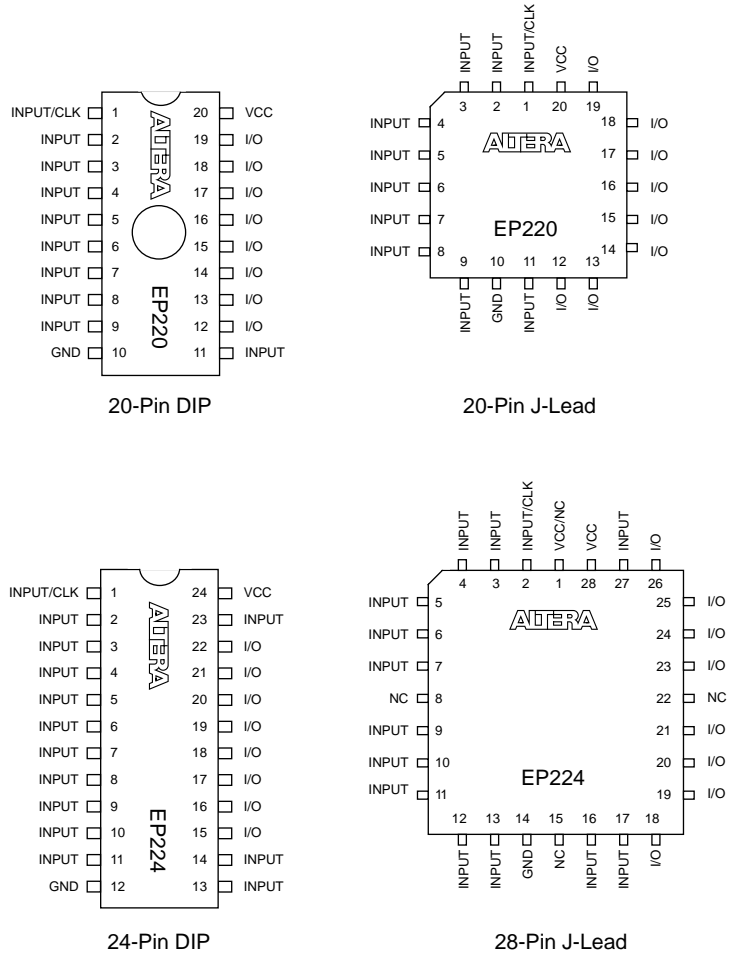 INPUT/CLK 1 20 VCC
INPUT 2 19 I/O
INPUT 3 18 I/O
INPUT 4 17 I/O
INPUT 5 16 I/O
INPUT 6 15 I/O
INPUT 7 14 I/O
INPUT 8 13 I/O
INPUT 9 12 I/O
GND 10 11 INPUT
ALTERA
EP220
20-Pin DIP
INPUT INPUT INPUT/CLK VCC I/O
3 2 1 20 19
INPUT 4 18 I/O
INPUT 5 17 I/O
INPUT 6 16 I/O
INPUT 7 15 I/O
INPUT 8 14 I/O
ALTERA
EP220
9 10 11 12 13
INPUT GND INPUT I/O I/O
20-Pin J-Lead
INPUT/CLK 1 24 VCC
INPUT 2 23 INPUT
INPUT 3 22 I/O
INPUT 4 21 I/O
INPUT 5 20 I/O
INPUT 6 19 I/O
INPUT 7 18 I/O
INPUT 8 17 I/O
INPUT 9 16 I/O
INPUT 10 15 I/O
INPUT 11 14 INPUT
GND 12 13 INPUT
ALTERA
EP224
24-Pin DIP
INPUT INPUT INPUT/CLK VCC/NC VCC INPUT I/O
4 3 2 1 28 27 26
INPUT 5 25 I/O
INPUT 6 24 I/O
INPUT 7 23 I/O
NC 8 22 NC
INPUT 9 21 I/O
INPUT 10 20 I/O
INPUT 11 19 I/O
ALTERA
EP224
12 13 14 15 16 17 18
INPUT INPUT GND NC INPUT INPUT I/O
28-Pin J-Lead